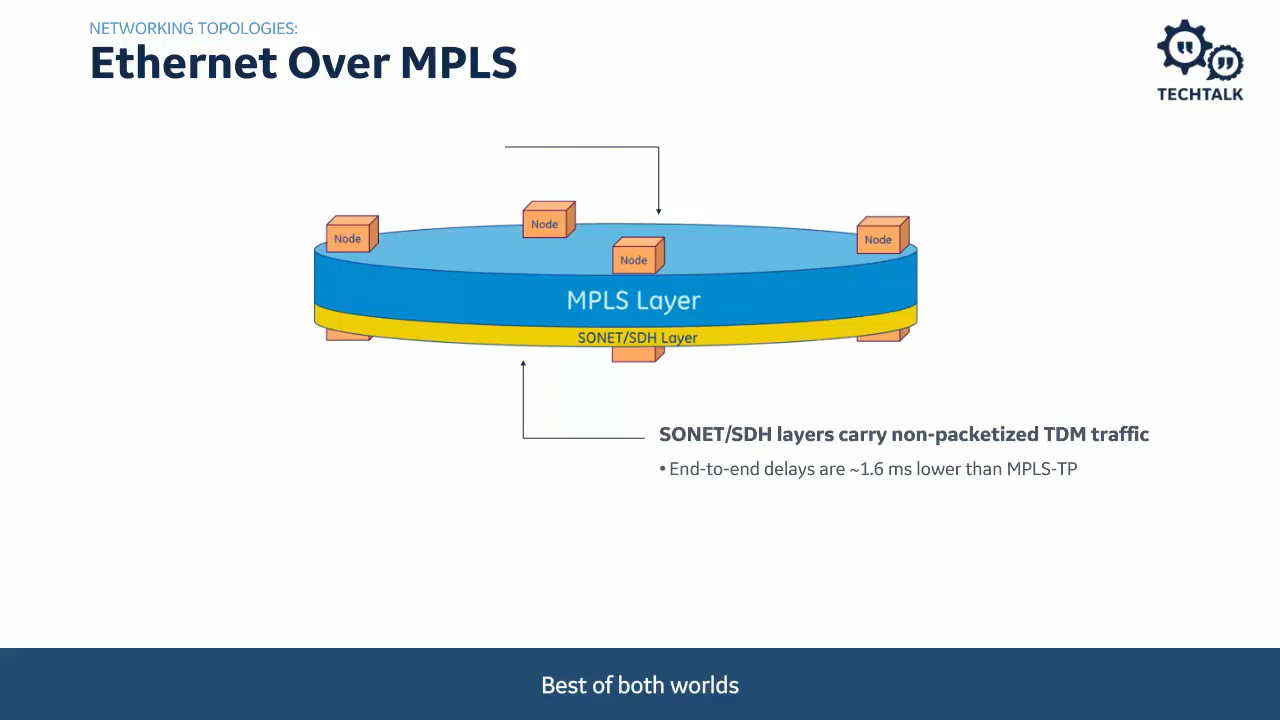 NETWORKING TOPOLOGIES:
Ethernet Over MPLS
TECHTALK
Node
Node
Node
Node
MPLS Layer
SONET/SDH Layer
SONET/SDH layers carry non-packetized TDM traffic
• End-to-end delays are ~1.6 ms lower than MPLS-TP
Best of both worlds